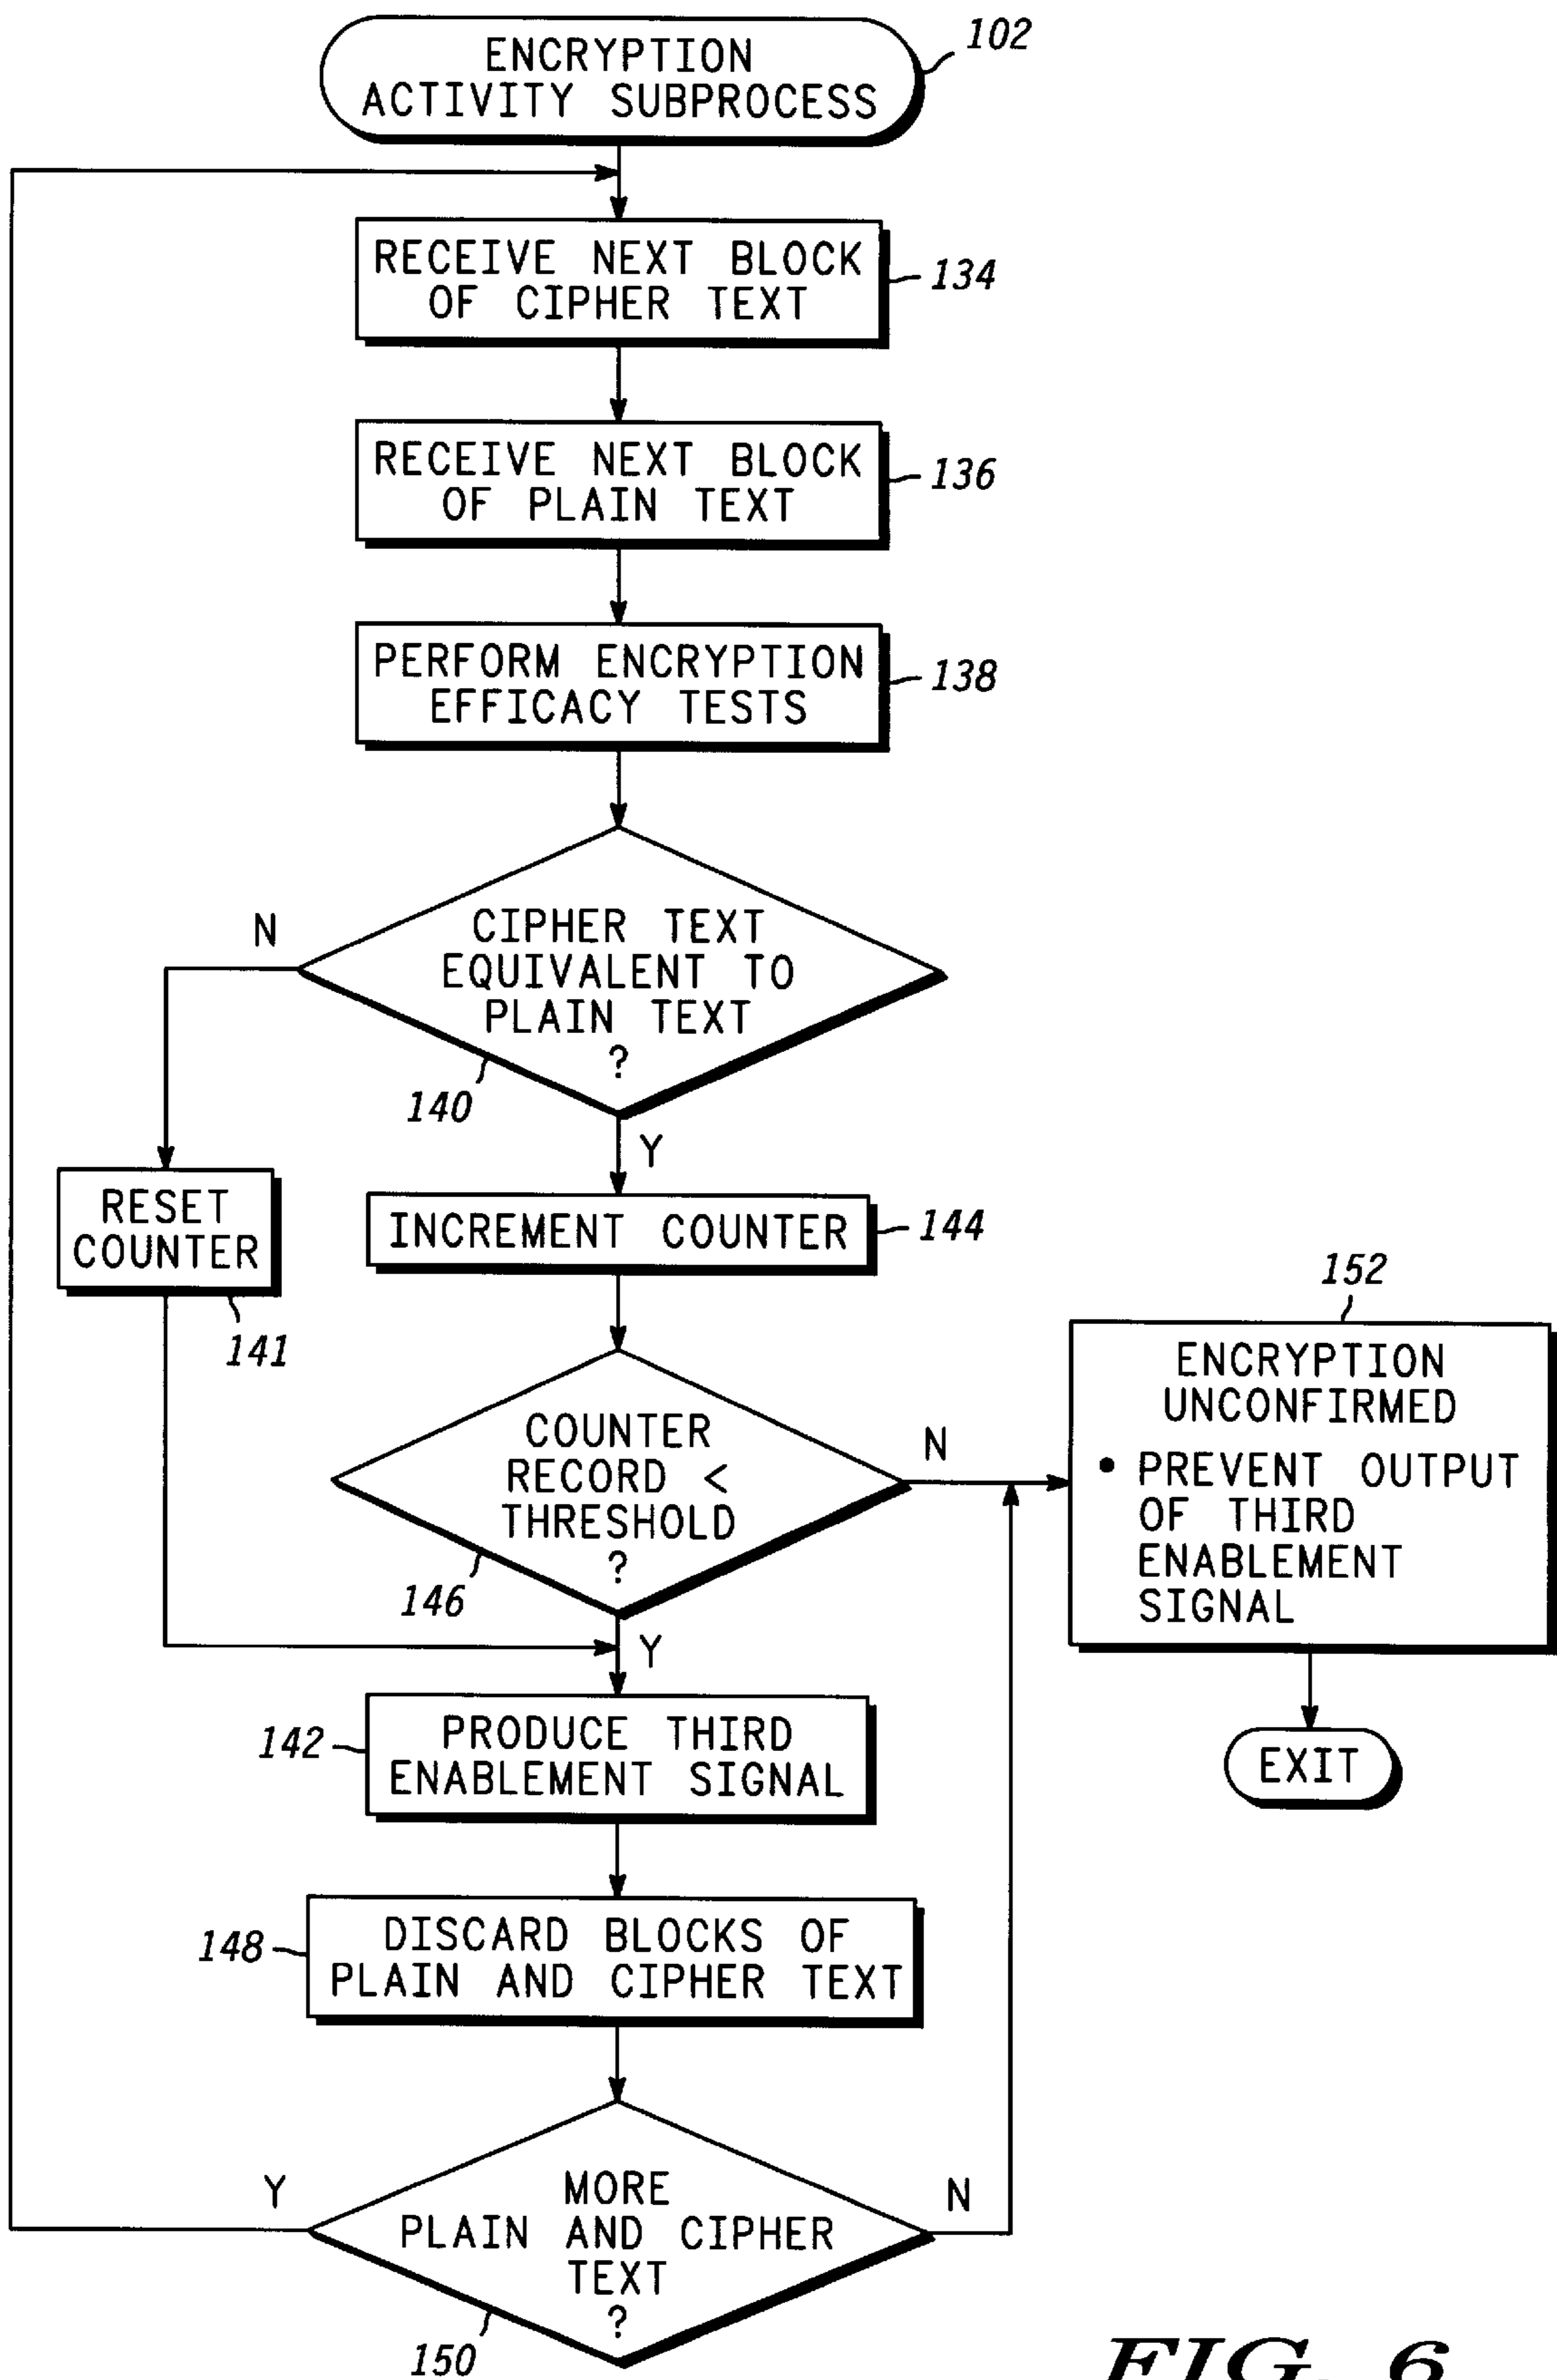 ENCRYPTION
ACTIVITY SUBPROCESS
102
RECEIVE NEXT BLOCK
OF CIPHER TEXT
134
RECEIVE NEXT BLOCK
OF PLAIN TEXT
136
PERFORM ENCRYPTION
EFFICACY TESTS
138
CIPHER TEXT
EQUIVALENT TO
PLAIN TEXT
?
140
N
Y
RESET
COUNTER
141
INCREMENT COUNTER
144
COUNTER
RECORD <
THRESHOLD
?
146
N
Y
152
ENCRYPTION
UNCONFIRMED
• PREVENT OUTPUT
OF THIRD
ENABLEMENT
SIGNAL
EXIT
142
PRODUCE THIRD
ENABLEMENT SIGNAL
148
DISCARD BLOCKS OF
PLAIN AND CIPHER TEXT
Y
MORE
PLAIN AND CIPHER
TEXT
?
N
150
FIG. 6